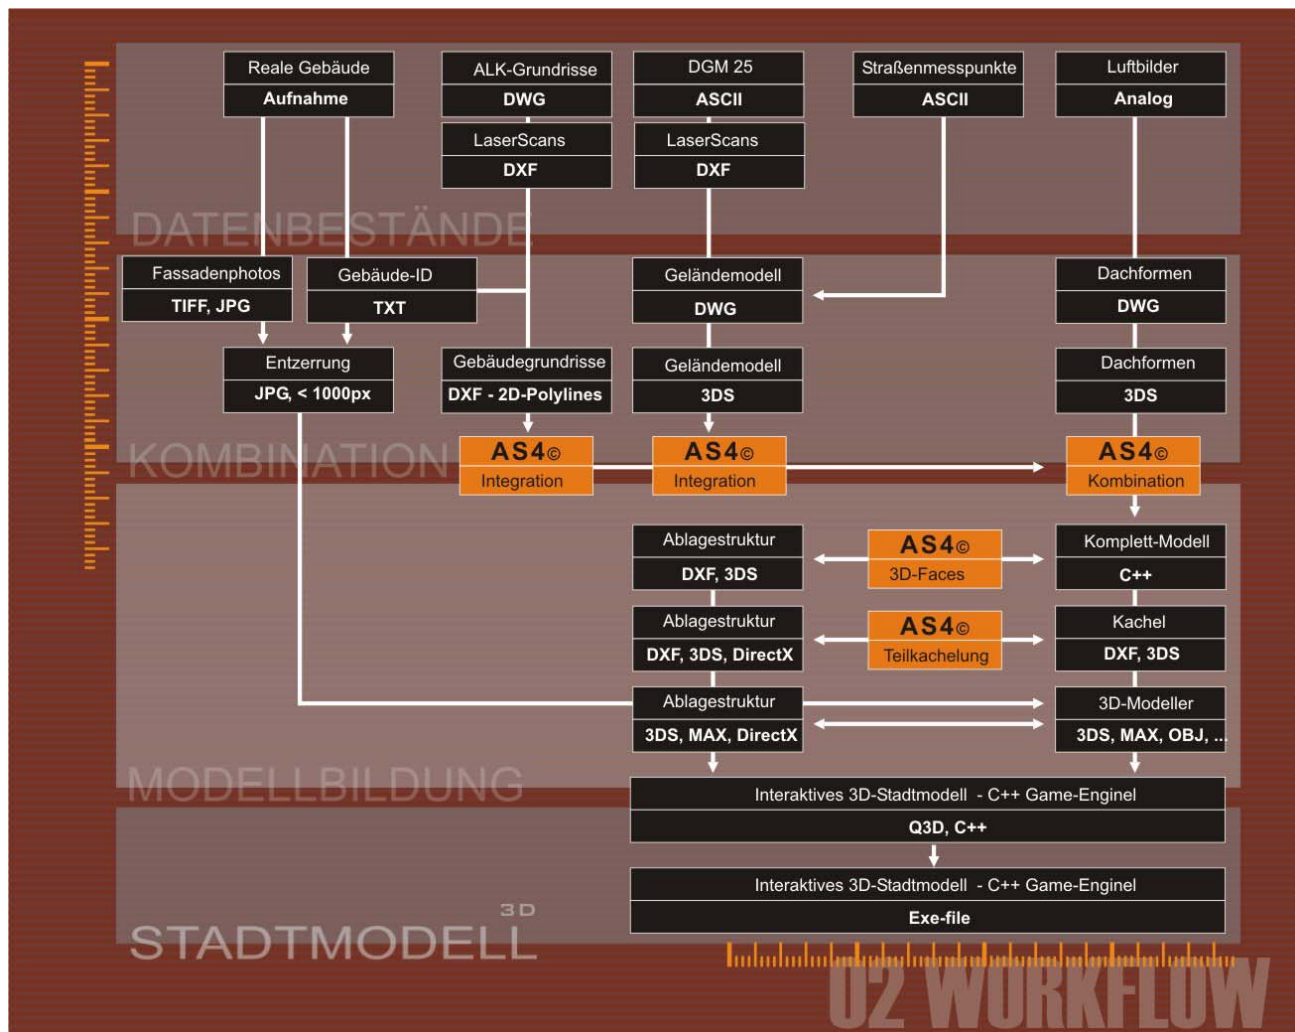 Reale Gebäude
Aufnahme
ALK-Grundrisse
DWG
LaserScans
DXF
DGM 25
ASCII
LaserScans
DXF
Straßenmesspunkte
ASCII
Luftbilder
Analog
DATENBESTÄNDE
Fassadenphotos
TIFF, JPG
Gebäude-ID
TXT
Geländemodell
DWG
Dachformen
DWG
Entzerrung
JPG, < 1000px
Gebäudegrundrisse
DXF - 2D-Polylines
Geländemodell
3DS
Dachformen
3DS
KOMBINATION
AS4©
Integration
AS4©
Integration
AS4©
Kombination
Ablagestruktur
DXF, 3DS
AS4©
3D-Faces
Komplett-Modell
C++
Ablagestruktur
DXF, 3DS, DirectX
AS4©
Teilkachelung
Kachel
DXF, 3DS
Ablagestruktur
3DS, MAX, DirectX
3D-Modeller
3DS, MAX, OBJ, ...
MODELLBILDUNG
Interaktives 3D-Stadtmodell - C++ Game-Enginel
Q3D, C++
Interaktives 3D-Stadtmodell - C++ Game-Enginel
Exe-file
3D
STADTMODELL
02 WORKFLOW